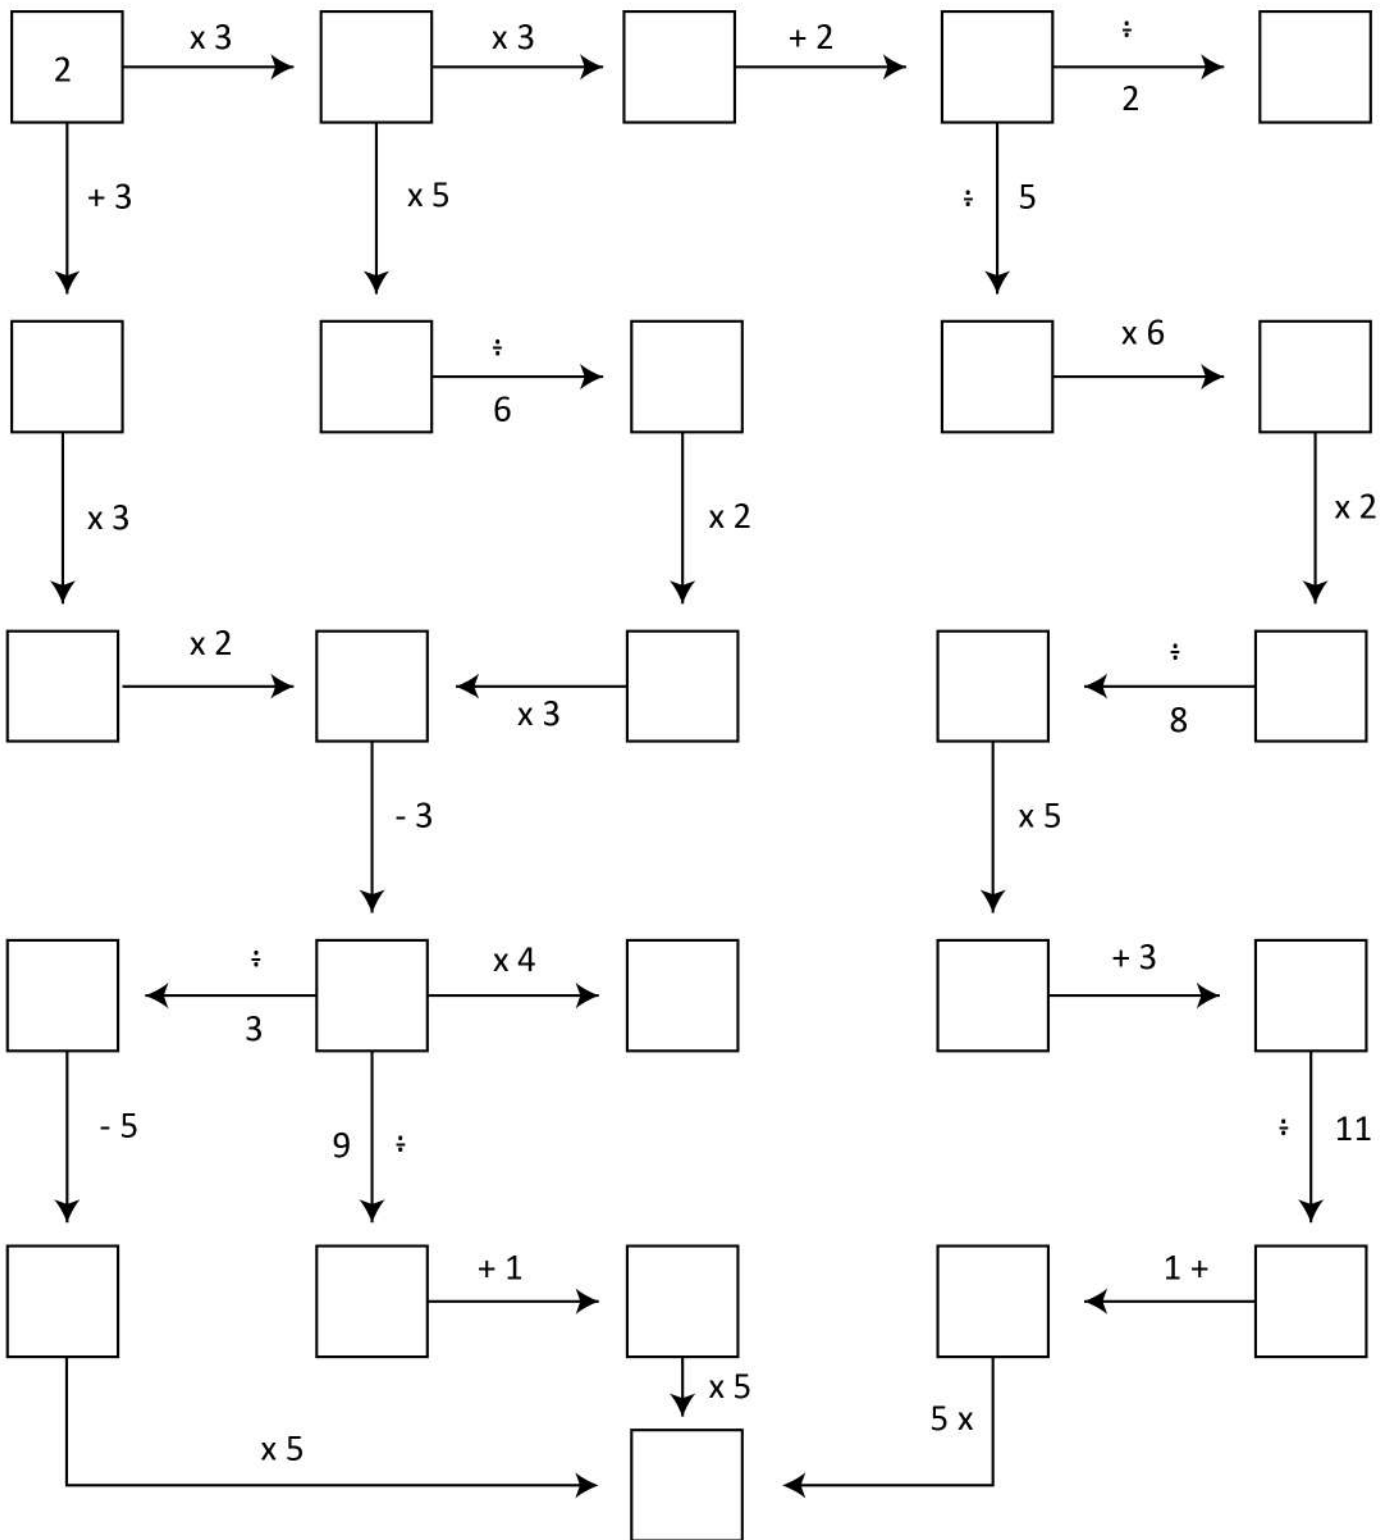 2 x 3 x 3 + 2 ÷
2
+ 3 x 5 ÷ 5
÷ x 6
6
x 3 x 2 x 2
x 2 ÷
x 3 8
- 3 x 5
÷ x 4 + 3
3
- 5 9 ÷ ÷ 11
+ 1 1 +
x 5
5 x
x 5